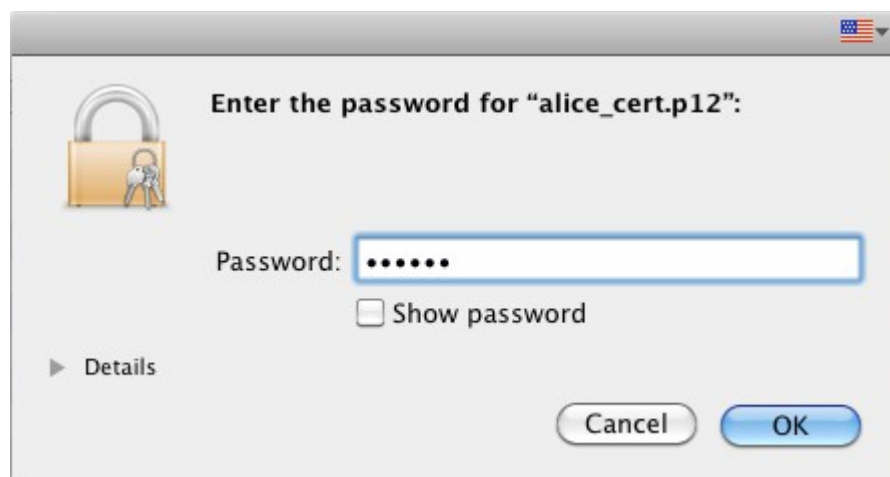 Enter the password for “alice_cert.p12”:
Password: ••••••
Show password
Details
Cancel OK